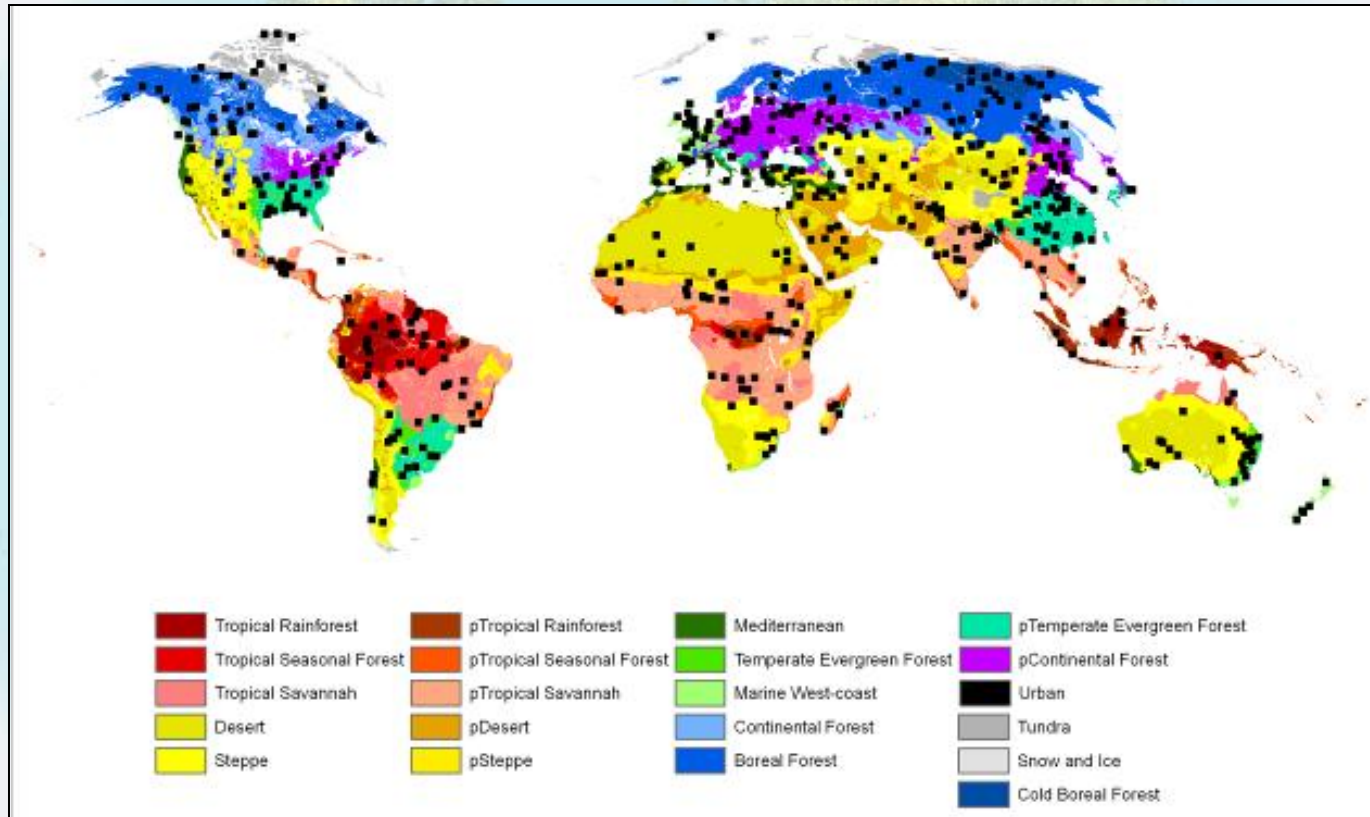 Tropical Rainforest
Tropical Seasonal Forest
Tropical Savannah
Desert
Steppe
pTropical Rainforest
pTropical Seasonal Forest
pTropical Savannah
pDesert
pSteppe
Mediterranean
Temperate Evergreen Forest
Marine West-coast
Continental Forest
Boreal Forest
pTemperate Evergreen Forest
pContinental Forest
Urban
Tundra
Snow and Ice
Cold Boreal Forest